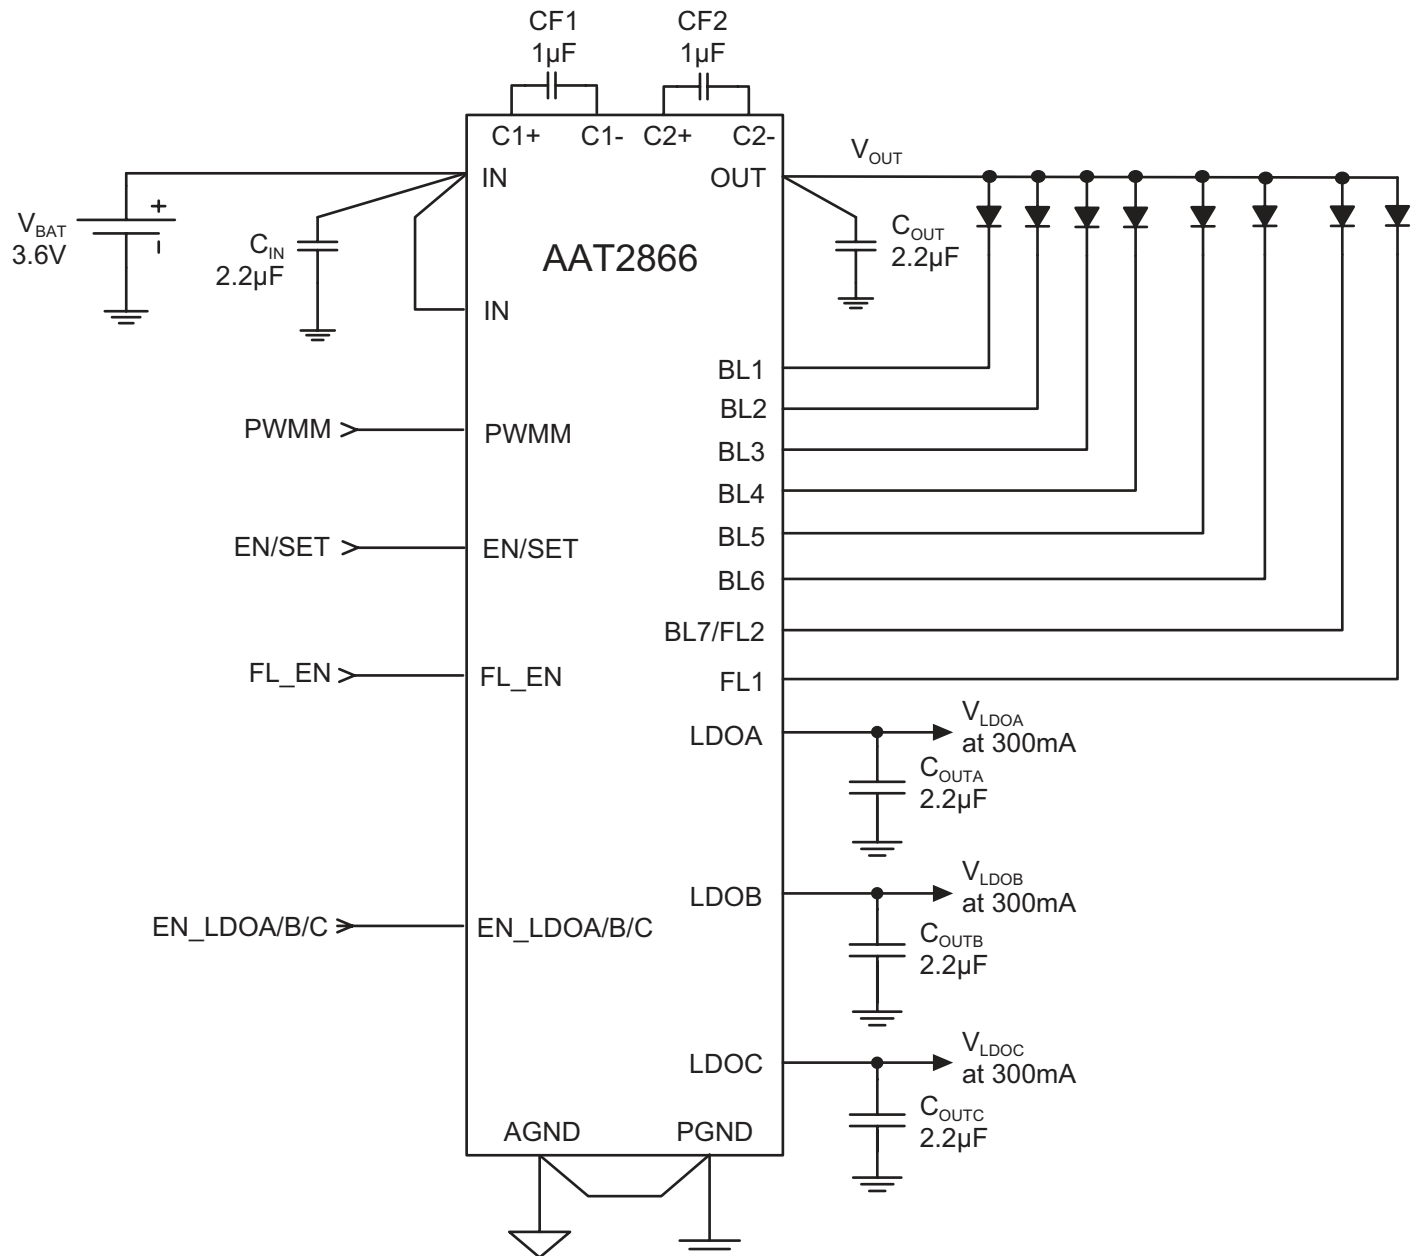 CF1
1µF
CF2
1µF
C1+
C1-
C2+
C2-
IN
OUT
VOUT
VBAT
3.6V
+
CIN
2.2µF
AAT2866
COUT
2.2µF
IN
BL1
BL2
PWMM
PWMM
BL3
BL4
EN/SET
EN/SET
BL5
BL6
BL7/FL2
FL_EN
FL_EN
FL1
LDOA
VLDOA
at 300mA
COUTA
2.2µF
LDOB
VLDOB
at 300mA
EN_LDOA/B/C
EN_LDOA/B/C
COUTB
2.2µF
LDOC
VLDOC
at 300mA
COUTC
2.2µF
AGND
PGND